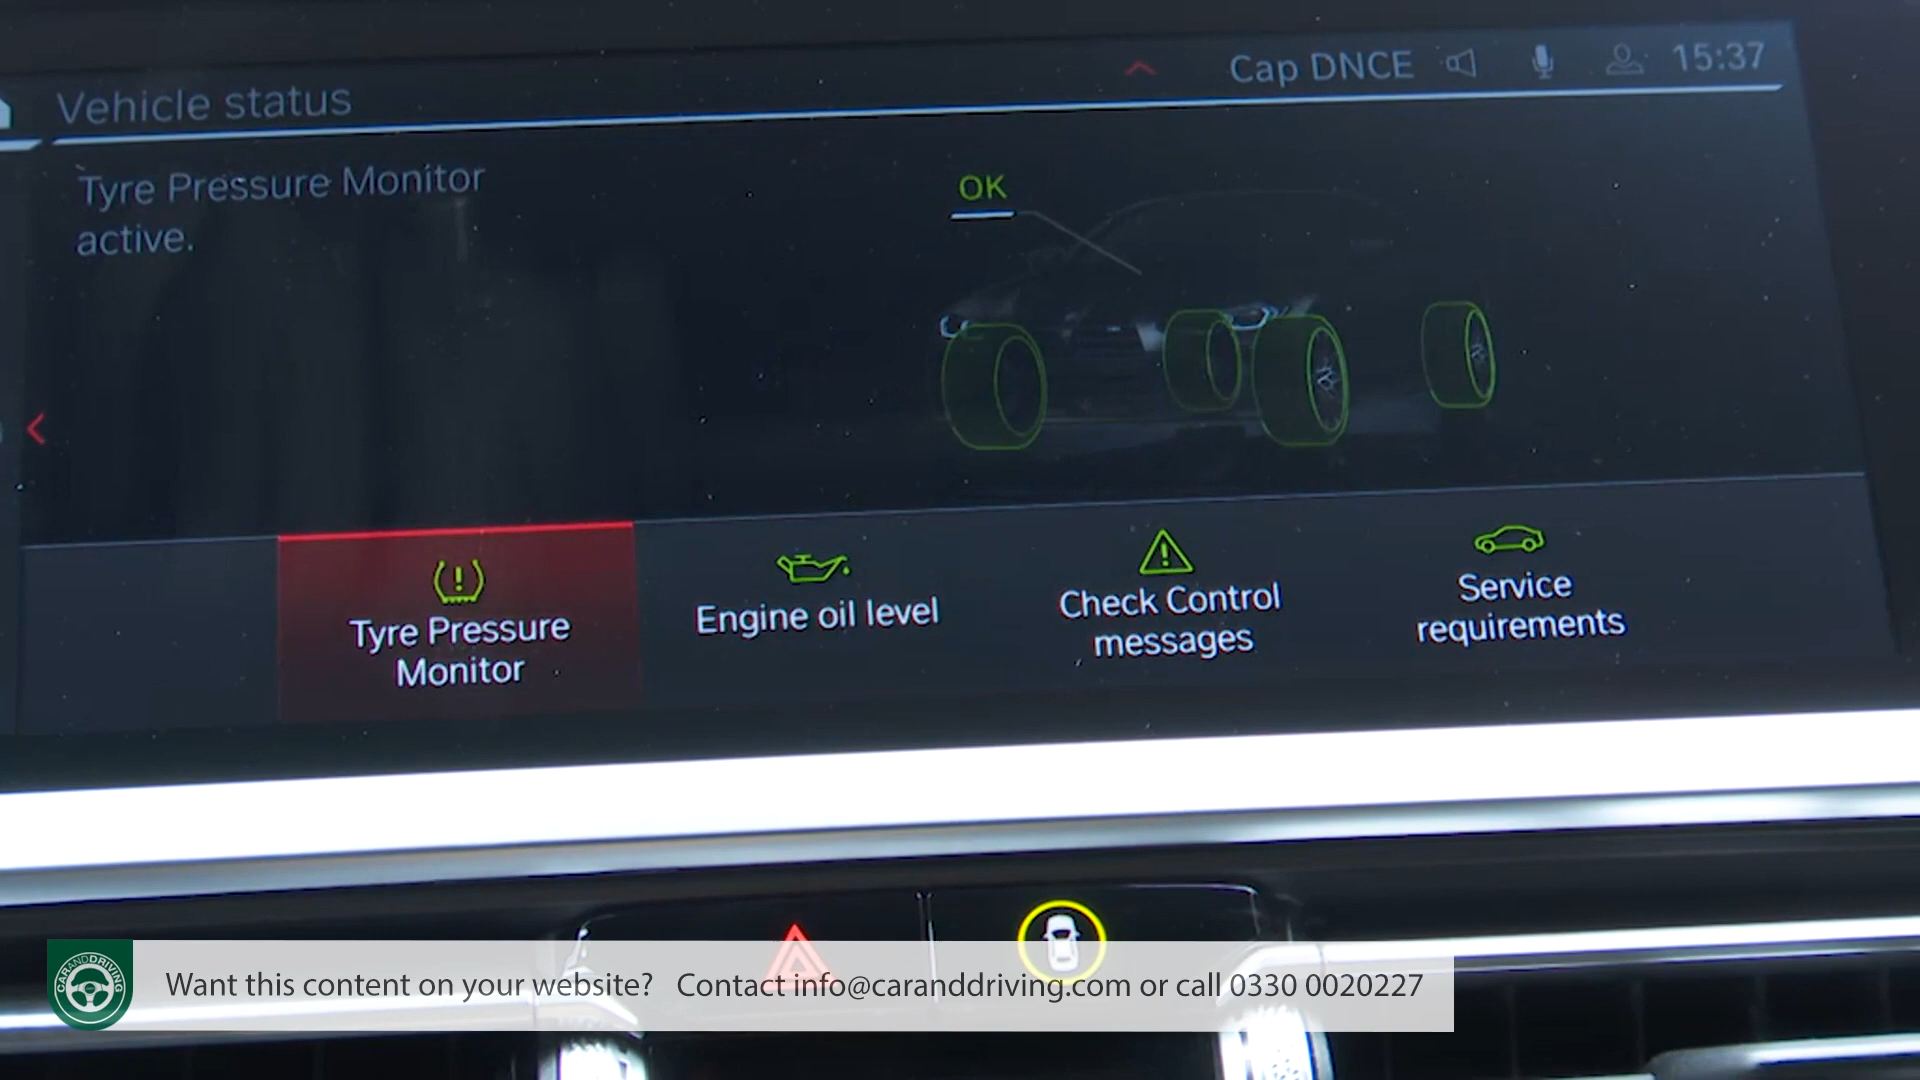 Vehicle status
Cap DNCE 15:37
Tyre Pressure Monitor
active.
OK
Tyre Pressure
Monitor
Engine oil level
Check Control
messages
Service
requirements
CARANDDRIVING
Want this content on your website? Contact info@caranddriving.com or call 0330 0020227